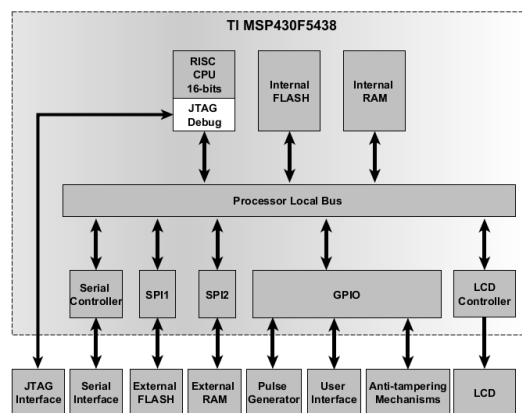 TI MSP430F5438
RISC
CPU
16-bits
JTAG
Debug
Internal
FLASH
Internal
RAM
Processor Local Bus
Serial
Controller
SPI1
SPI2
GPIO
LCD
Controller
JTAG
Interface
Serial
Interface
External
FLASH
External
RAM
Pulse
Generator
User
Interface
Anti-tampering
Mechanisms
LCD